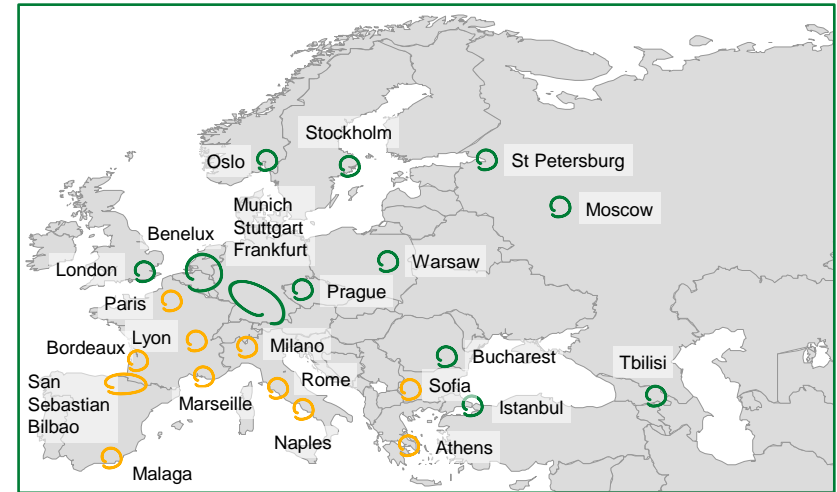 Stockholm
Oslo
St Petersburg
Munich
Stuttgart
Frankfurt
Moscow
Benelux
London
Warsaw
Paris
Prague
Lyon
Milano
Bordeaux
Bucharest
Tbilisi
San
Sebastian
Bilbao
Marseille
Rome
Sofia
Istanbul
Naples
Athens
Malaga